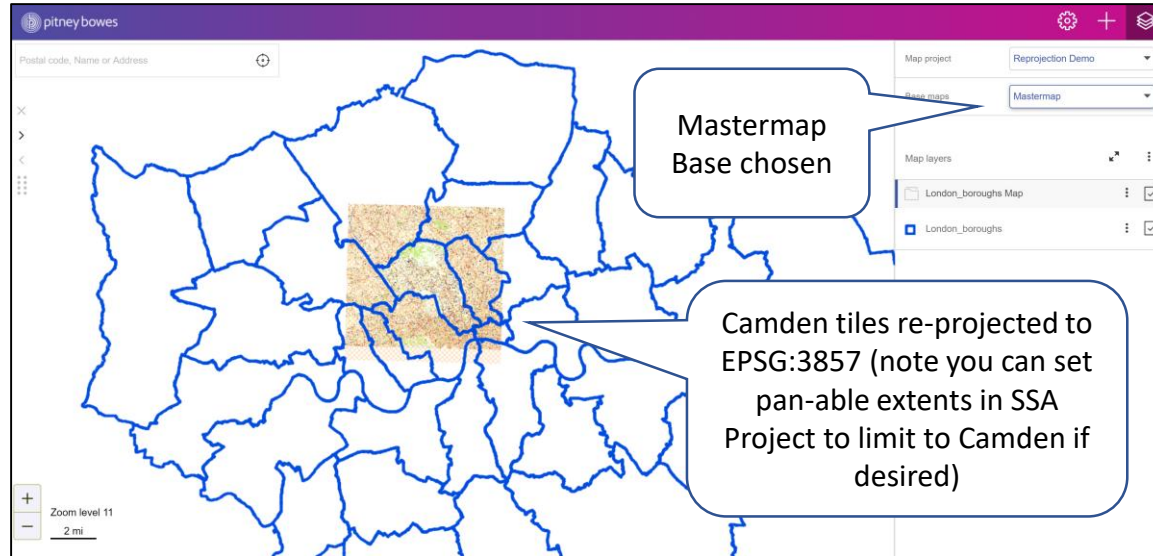 pitney bowes
Postal code, Name or Address
Map project
Reprojection Demo
Base maps
Mastermap
Mastermap
Base chosen
Map layers
London_boroughs Map
London_boroughs
Camden tiles re-projected to
EPSG:3857 (note you can set
pan-able extents in SSA
Project to limit to Camden if
desired)
Zoom level 11
2 mi